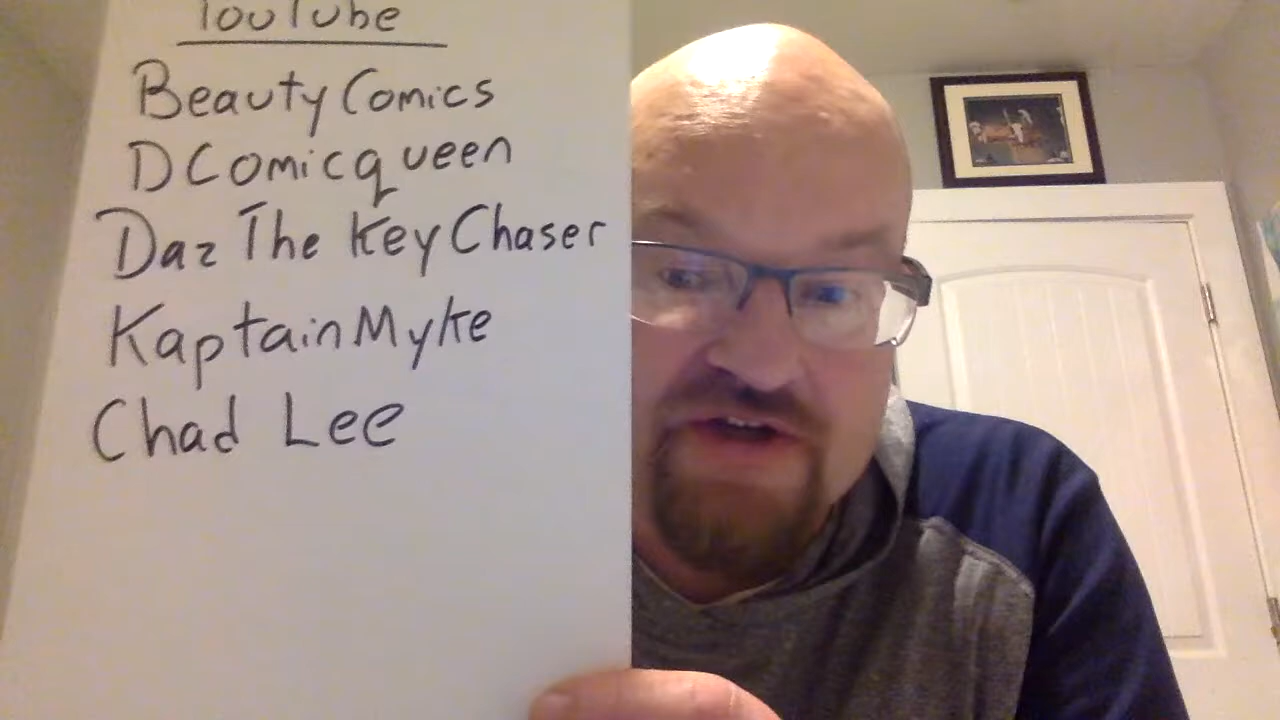 YouTube
Beauty Comics
DComicqueen
Daz The Key Chaser
KaptainMyke
Chad Lee